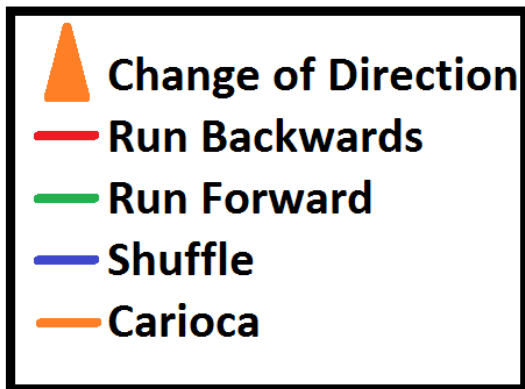 Change of Direction
Run Backwards
Run Forward
Shuffle
Carioca